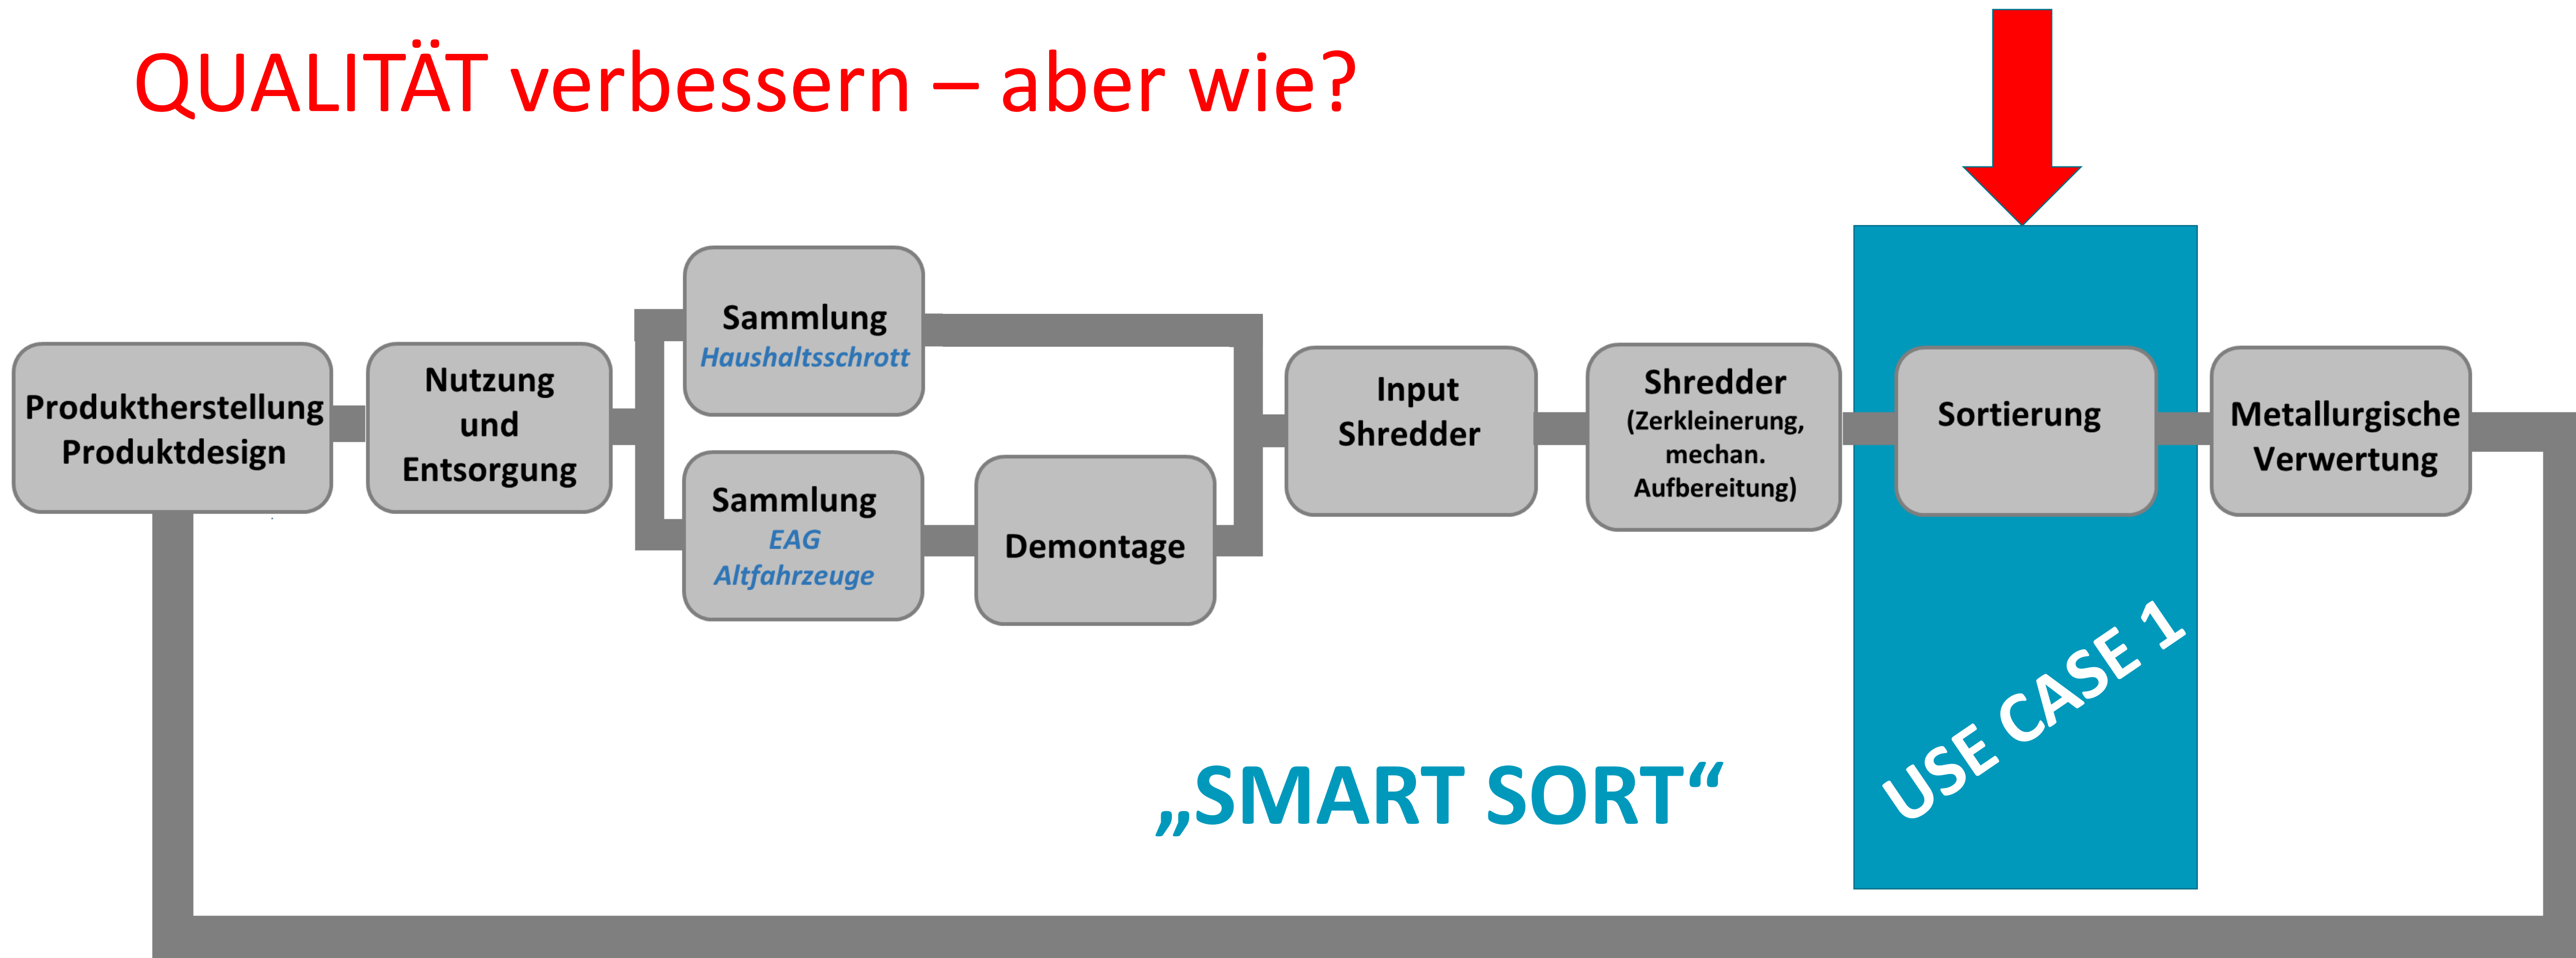 QUALITÄT verbessern – aber wie?
Produktherstellung
Produktdesign
Nutzung
und
Entsorgung
Sammlung
Haushaltsschrott
Sammlung
EAG
Altfahrzeuge
Demontage
Input
Shredder
Shredder
(Zerkleinerung,
mechan.
Aufbereitung)
Sortierung
Metallurgische
Verwertung
USE CASE 1
„SMART SORT“